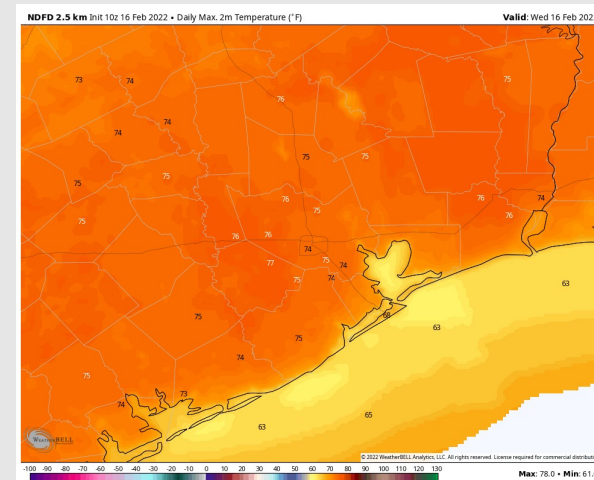 NDFD 2.5 km Init 10z 16 Feb 2022 • Daily Max. 2m Temperature (°F) Valid: Wed 16 Feb 202
73 74 75
76
74
74
75 75
75 75
76 74
76
75 75 76
76 76
74
77 75 74
75 74
63
75 68 63
75
74
75
73
74
65
63
WeatherBELL
© 2022 WeatherBELL Analytics, LLC. All rights reserved. License required for commercial distributi
-100 -90 -80 -70 -60 -50 -40 -30 -20 -10 0 10 20 30 40 50 60 70 80 90 100 110 120 130
Max: 78.0 • Min: 61.